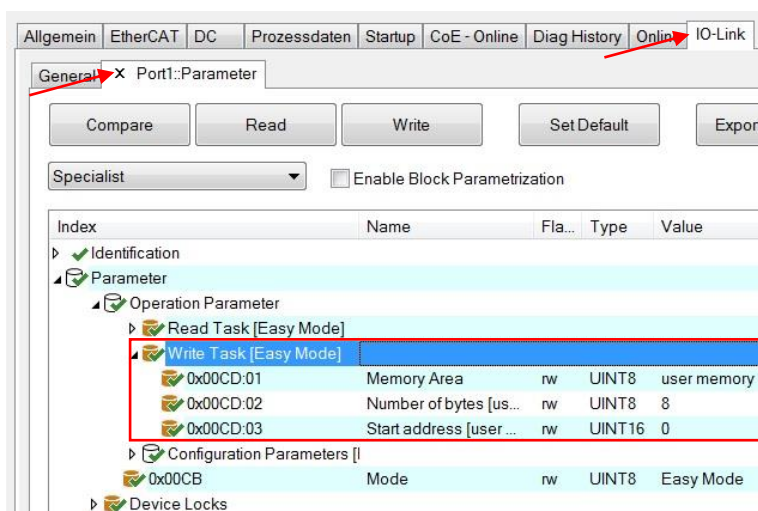 Allgemein EtherCAT DC Prozessdaten Startup CoE - Online Diag History Online IO-Link
General X Port1::Parameter
Compare Read Write Set Default
Specialist Enable Block Parametrization
Index Name Fla... Type Value
Identification
Parameter
Operation Parameter
Read Task [Easy Mode]
Write Task [Easy Mode]
0x00CD:01 Memory Area rw UINT8 user memory
0x00CD:02 Number of bytes [us... rw UINT8 8
0x00CD:03 Start address [user ... rw UINT16 0
Configuration Parameters [
0x00CB Mode rw UINT8 Easy Mode
Device Locks